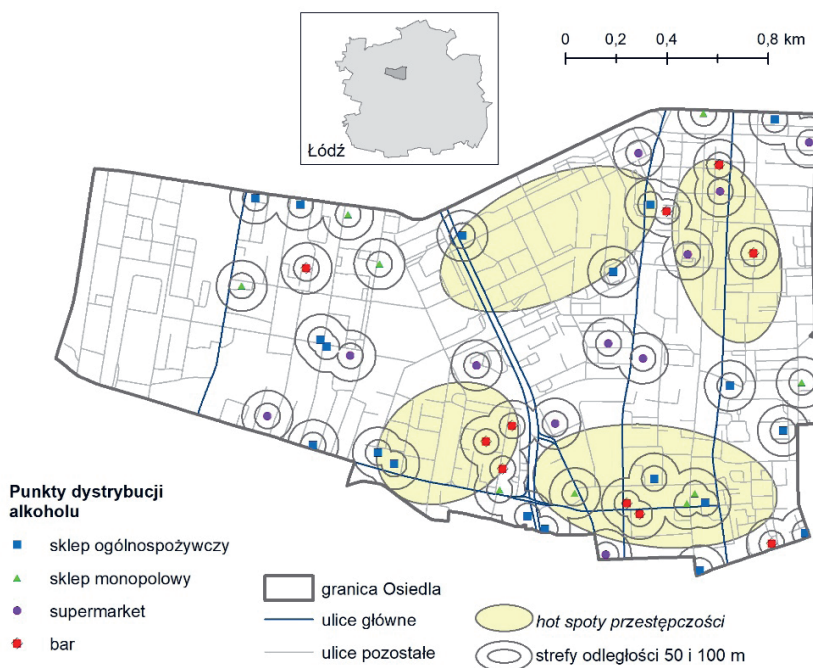 0 0,2 0,4 0,8 km
Łódź
Punkty dystrybucji
alkoholu
sklep ogólnospożywczy
sklep monopolowy
supermarket
bar
granica Osiedla
ulice główne
ulice pozostałe
hot spoty przestępczości
strefy odległości 50 i 100 m